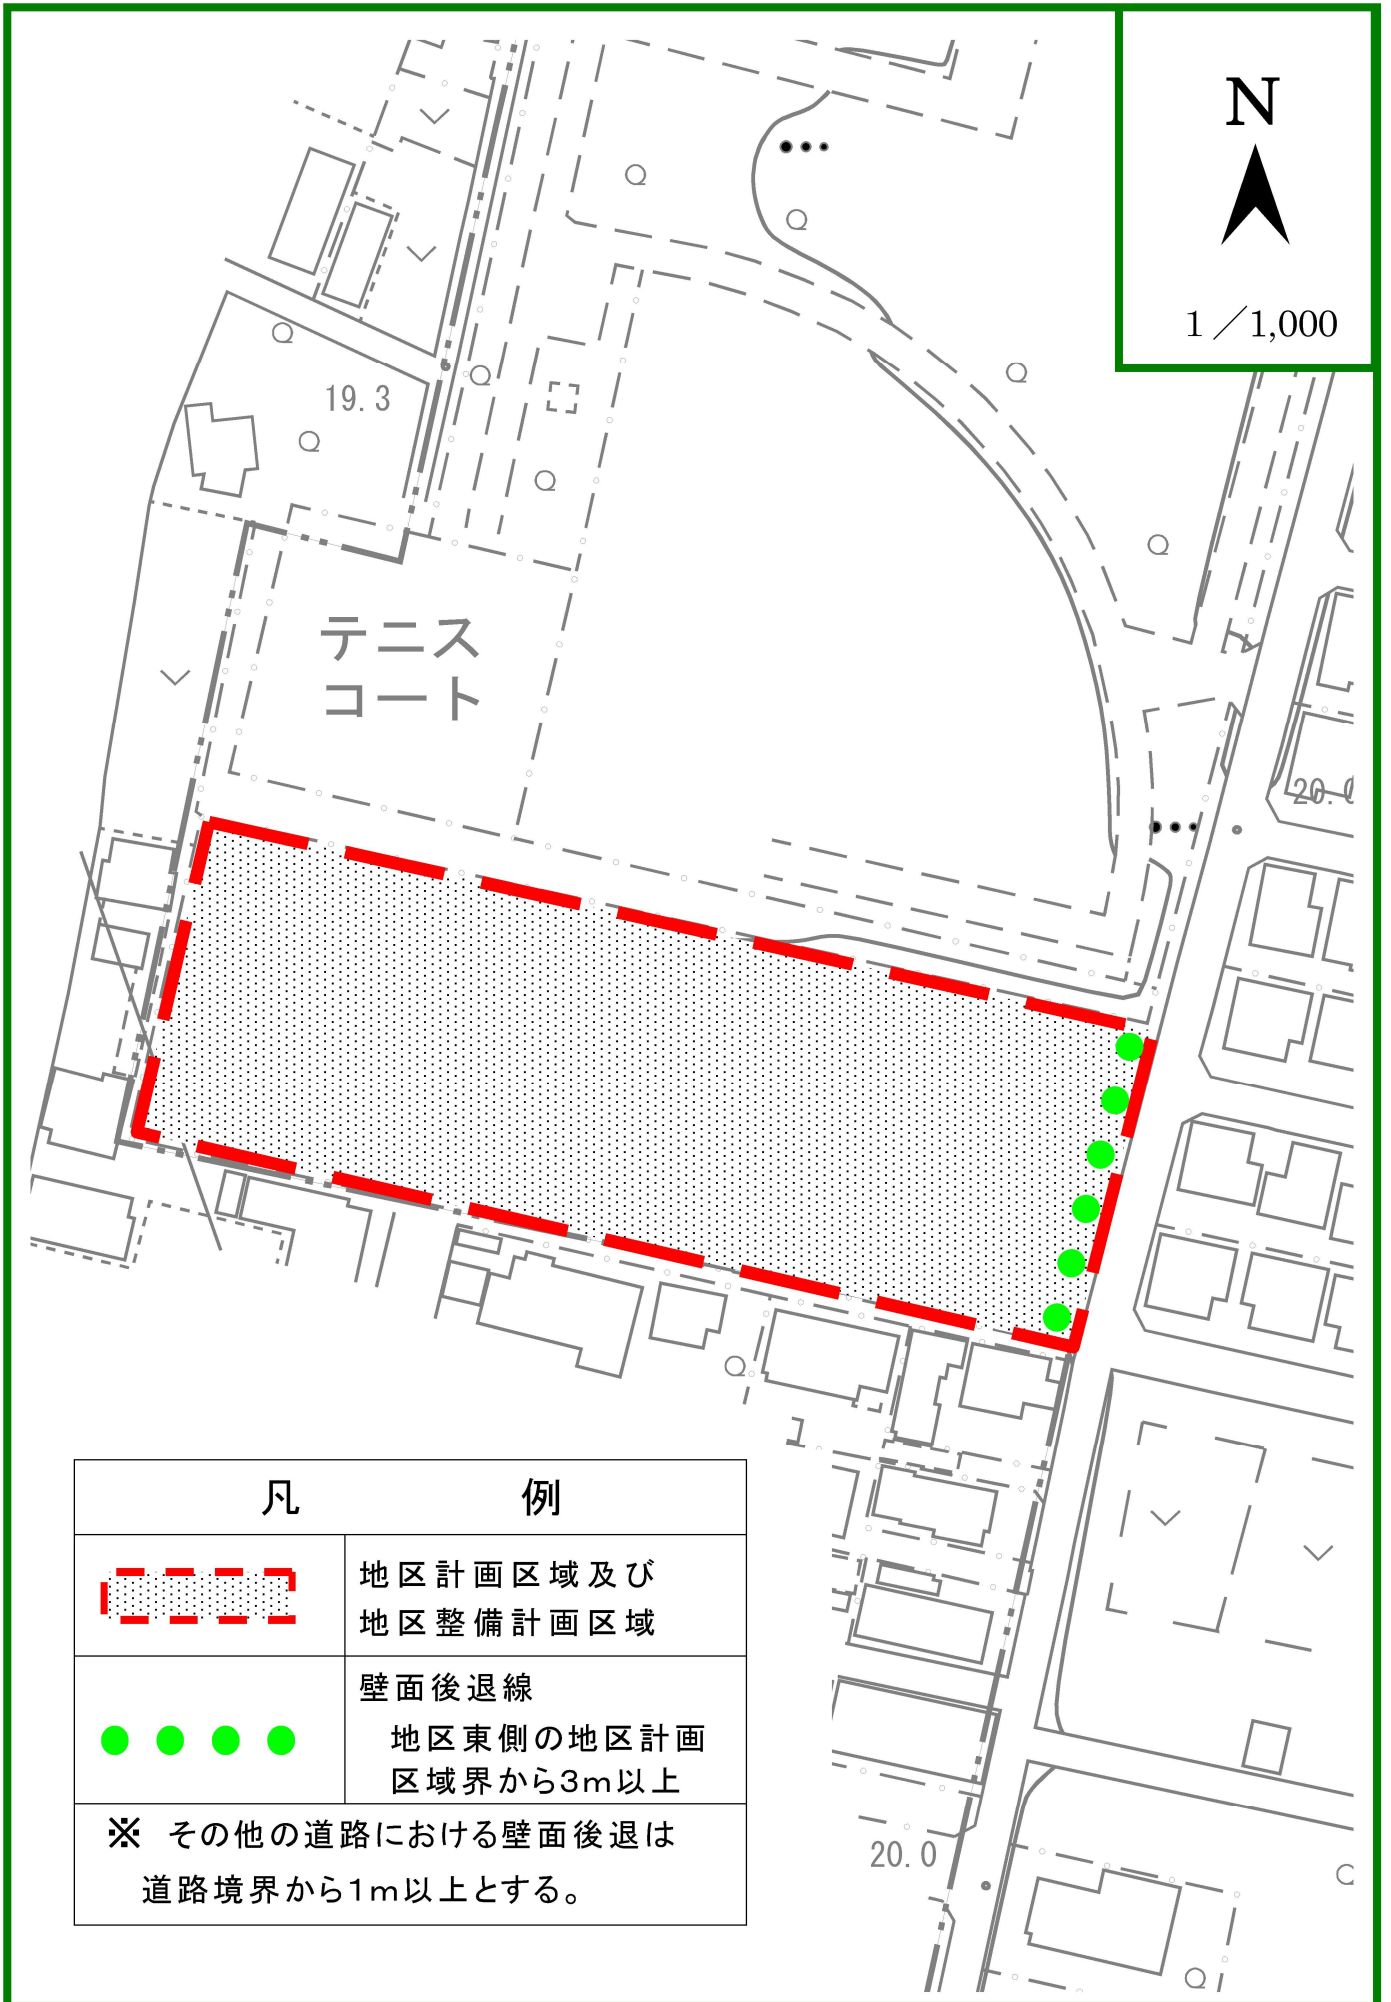 N
1／1,000
19.3
テニス
コート
20.0
凡 例
地区計画区域及び
地区整備計画区域
壁面後退線
地区東側の地区計画
区域界から3m以上
※ その他の道路における壁面後退は
道路境界から1m以上とする。
20.0